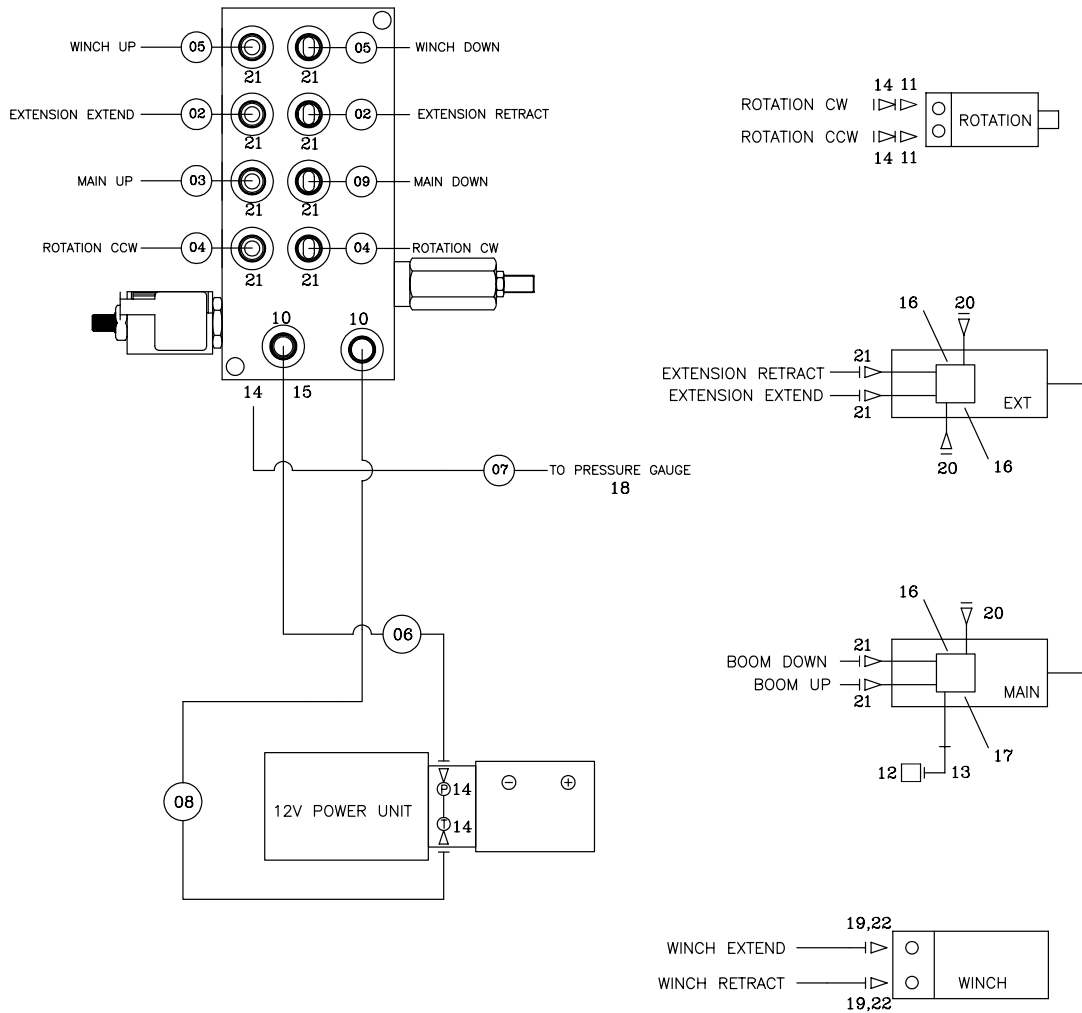 WINCH UP 05 05 WINCH DOWN
21 21
EXTENSION EXTEND 02 02 EXTENSION RETRACT
21 21
MAIN UP 03 09 MAIN DOWN
21 21
ROTATION CCW 04 04 ROTATION CW
21 21
10 10
14 15
07 TO PRESSURE GAUGE
18
06
08
12V POWER UNIT
P 14
T 14
− +
14 11
ROTATION CW
ROTATION CCW
14 11
ROTATION
16 20
21
EXTENSION RETRACT
EXTENSION EXTEND
21
EXT
20 16
16 20
21
BOOM DOWN
BOOM UP
21
MAIN
17
12 13
19,22
WINCH EXTEND
WINCH RETRACT
19,22
WINCH